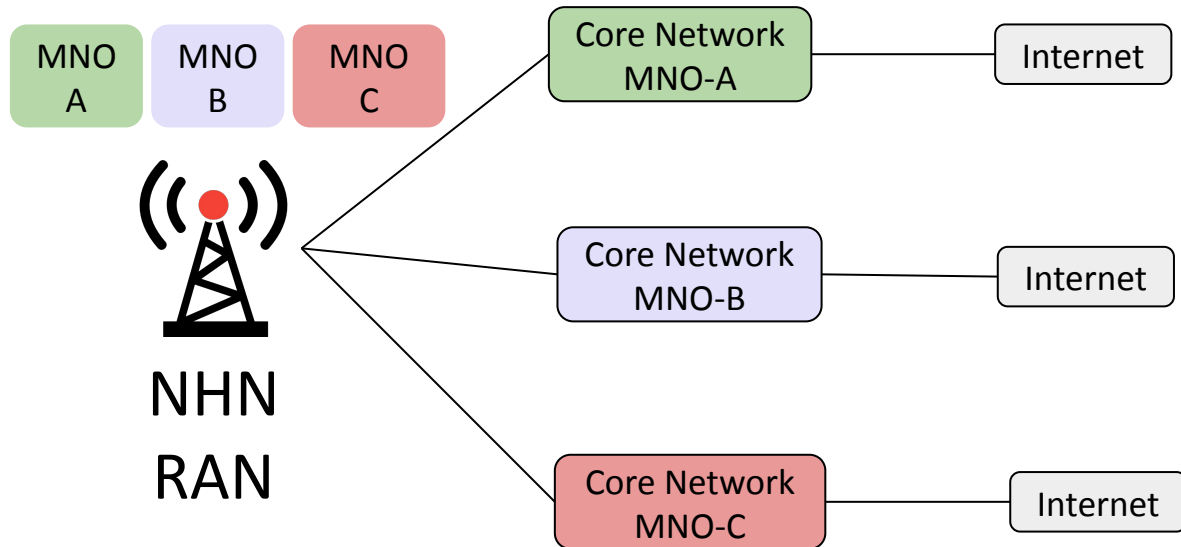 MNO
A
MNO
B
MNO
C
NHN
RAN
Core Network
MNO-A
Internet
Core Network
MNO-B
Internet
Core Network
MNO-C
Internet